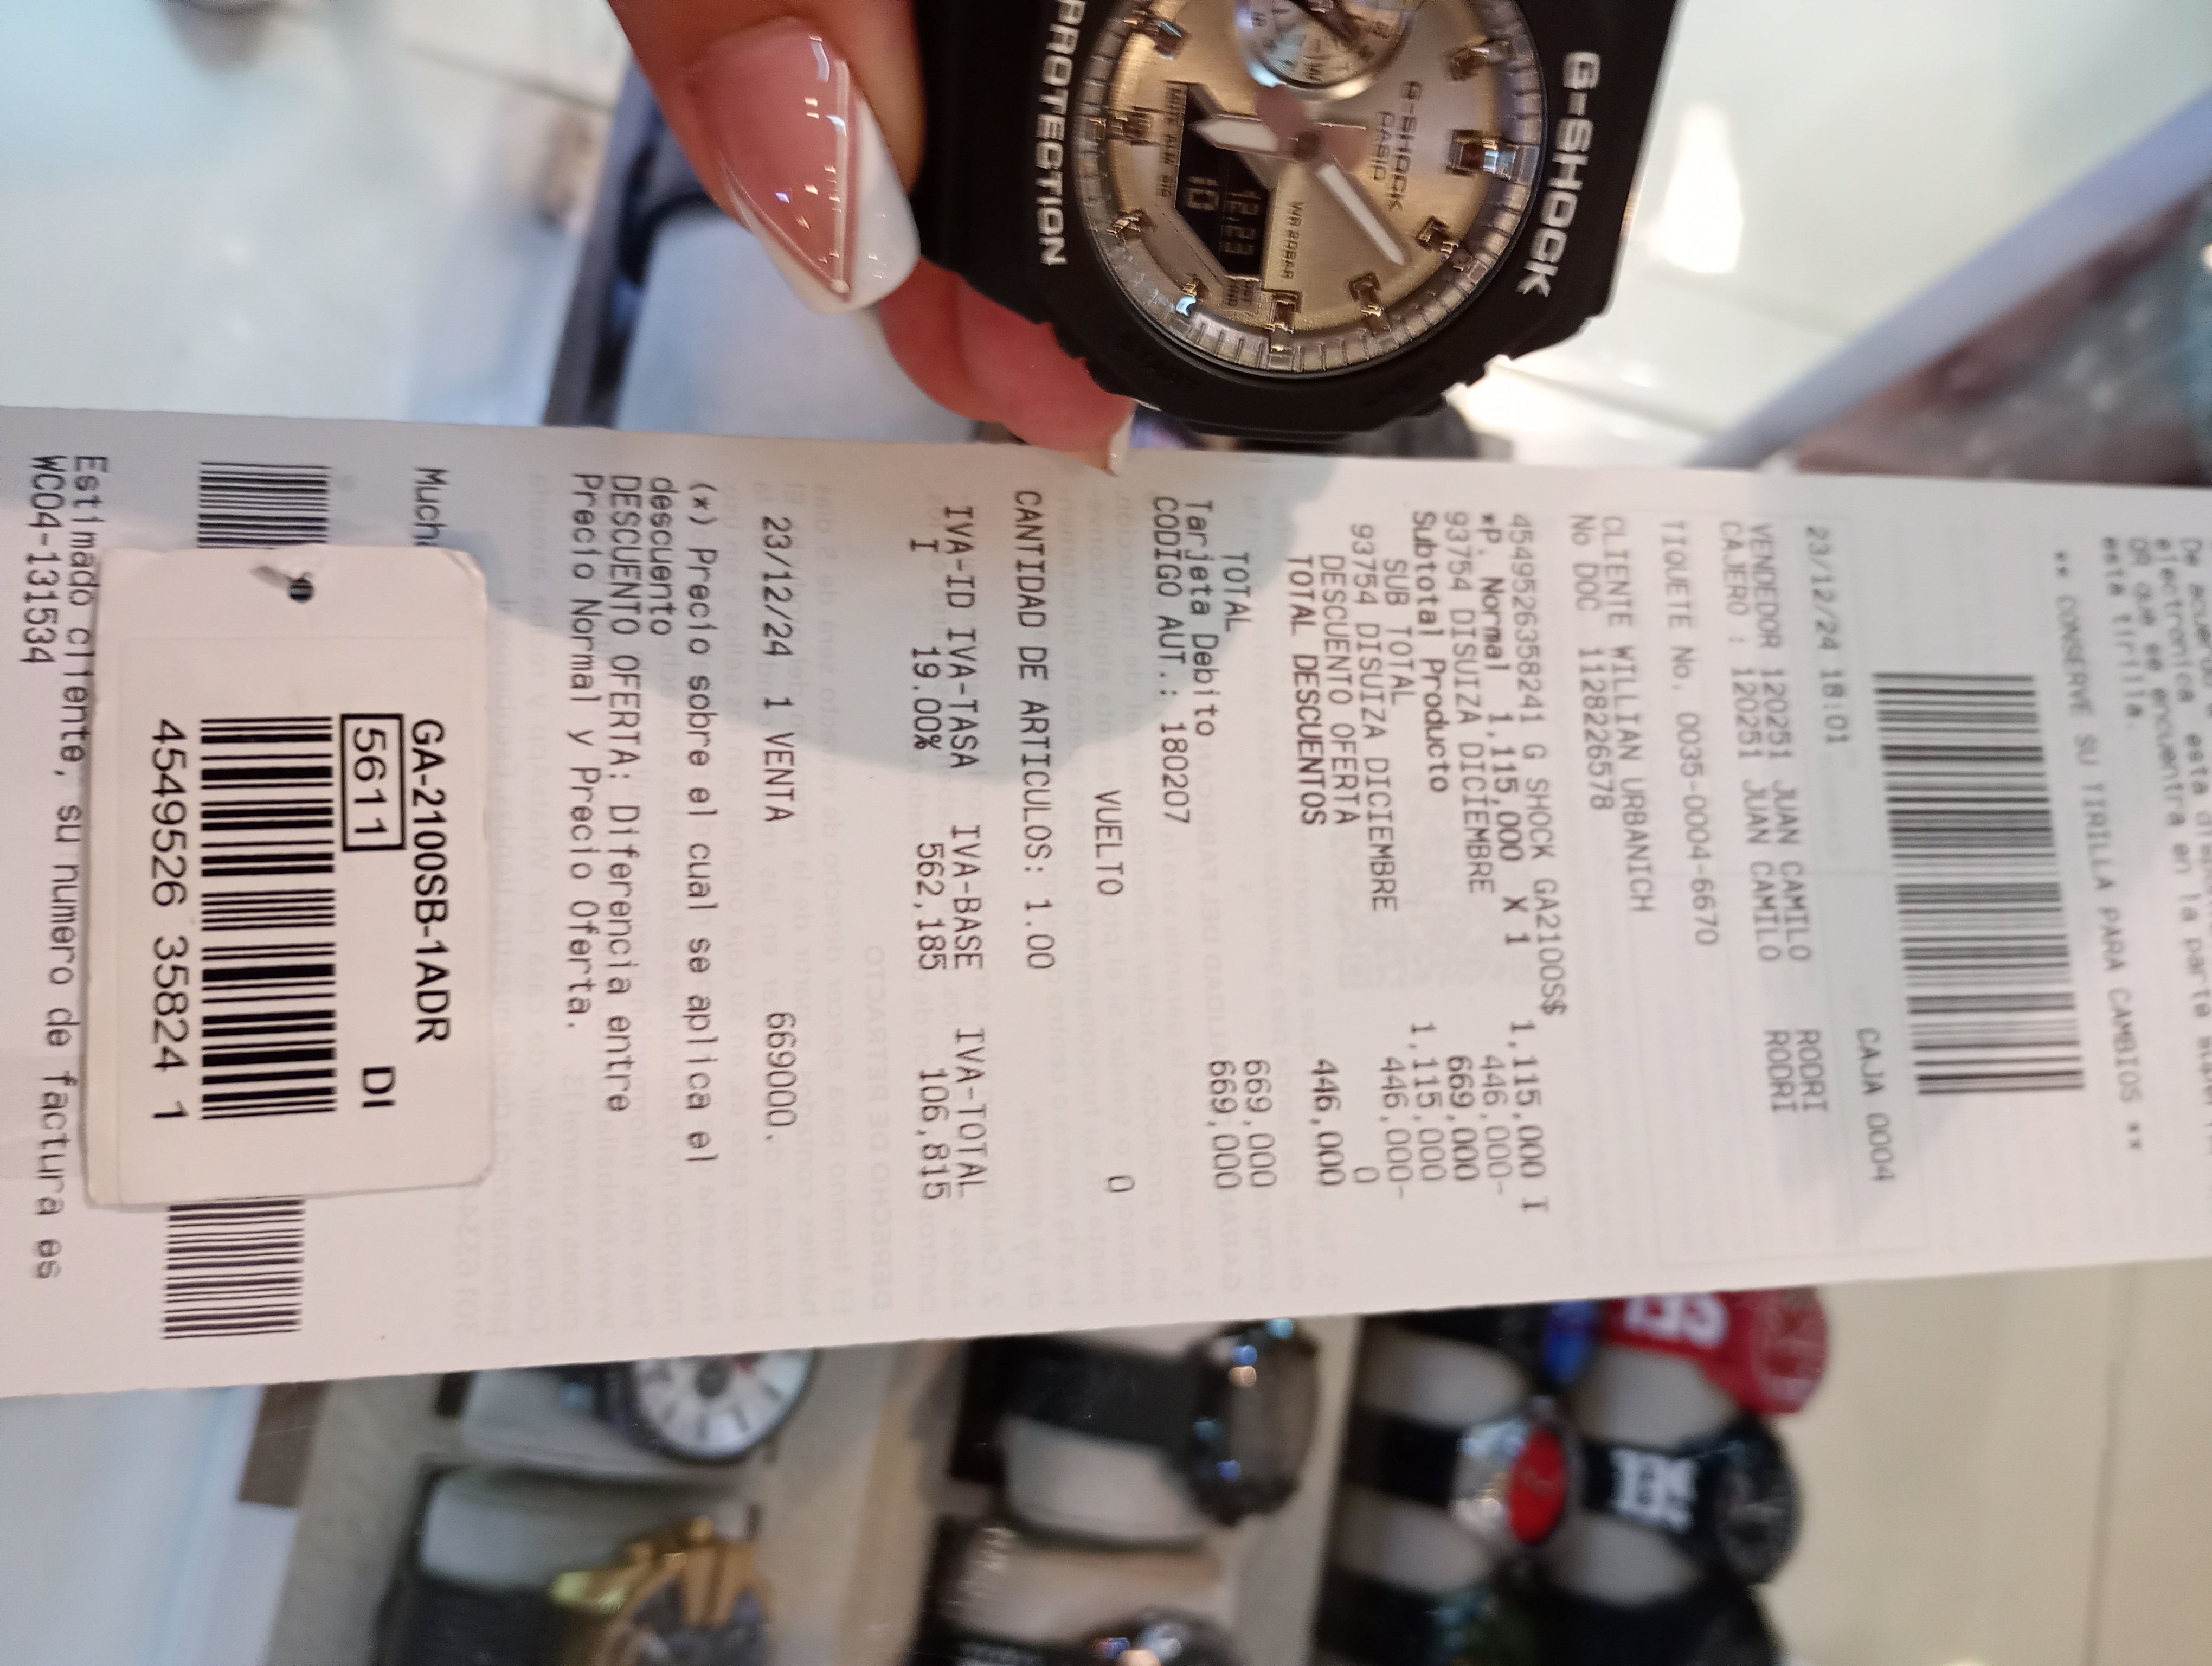 PROTECTION
G-SHOCK
G-SHOCK
CASIO
WR20BAR
12.23
** CONSERVE SU TIRILLA PARA CAMBIOS **
CAJA 0004
23/12/24 18:01
VENDEDOR 120251 JUAN CAMILO RODRI
CAJERO : 120251 JUAN CAMILO RODRI
TIQUETE No. 0035-0004-6670
CLIENTE WILLIAN URBANICH
No DOC 1128226578
4549526358241 G SHOCK GA2100S$ 1,115,000 I
*P. Normal 1,115,000 X 1
93754 DISUIZA DICIEMBRE 446,000-
Subtotal Producto 669,000
SUB TOTAL 1,115,000
93754 DISUIZA DICIEMBRE 446,000-
DESCUENTO OFERTA 0
TOTAL DESCUENTOS 446,000
TOTAL 669,000
Tarjeta Debito 669,000
CODIGO AUT.: 180207
VUELTO 0
CANTIDAD DE ARTICULOS: 1.00
IVA-ID IVA-TASA IVA-BASE IVA-TOTAL
I 19.00% 562,185 106,815
23/12/24 1 VENTA 669000.
(*) Precio sobre el cual se aplica el
descuento
DESCUENTO OFERTA: Diferencia entre
Precio Normal y Precio Oferta.
GA-2100SB-1ADR
5611 DI
4549526 35824 1
Estimado cliente, su numero de factura es
WC04-131534